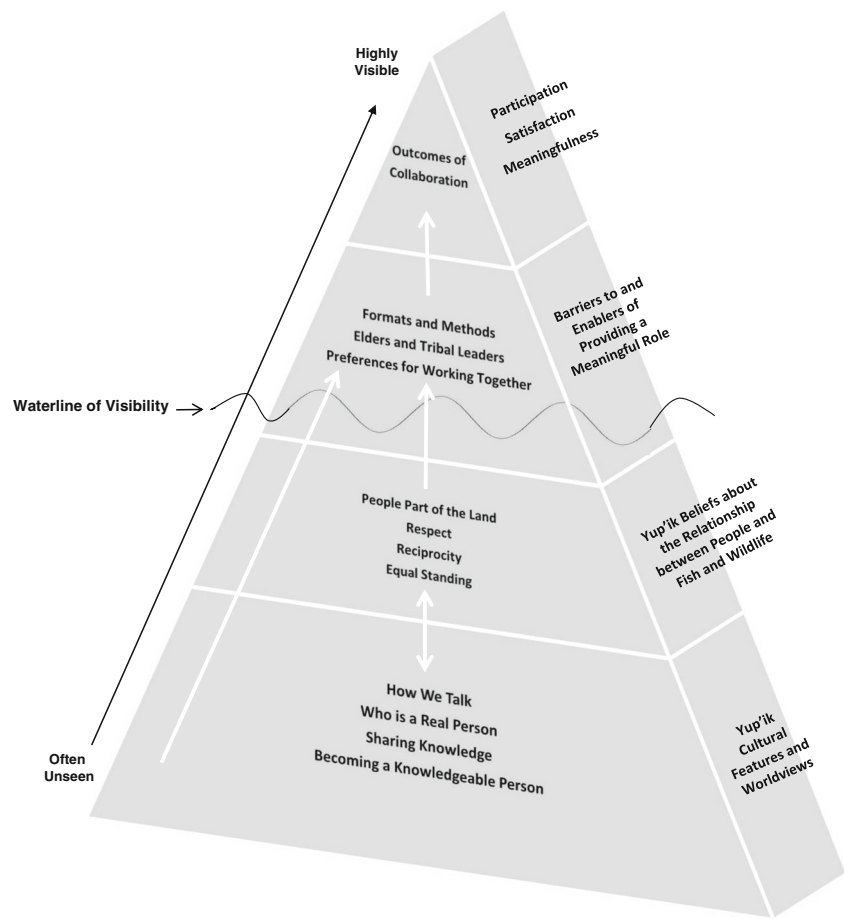 Highly
Visible
Participation
Satisfaction
Meaningfulness
Outcomes of
Collaboration
Barriers to and
Enablers of
Providing a
Meaningful Role
Formats and Methods
Elders and Tribal Leaders
Preferences for Working Together
Waterline of Visibility
People Part of the Land
Respect
Reciprocity
Equal Standing
Yup'ik Beliefs about
the Relationship
between People and
Fish and Wildlife
How We Talk
Who is a Real Person
Sharing Knowledge
Becoming a Knowledgeable Person
Yup'ik
Cultural
Features and
Worldviews
Often
Unseen